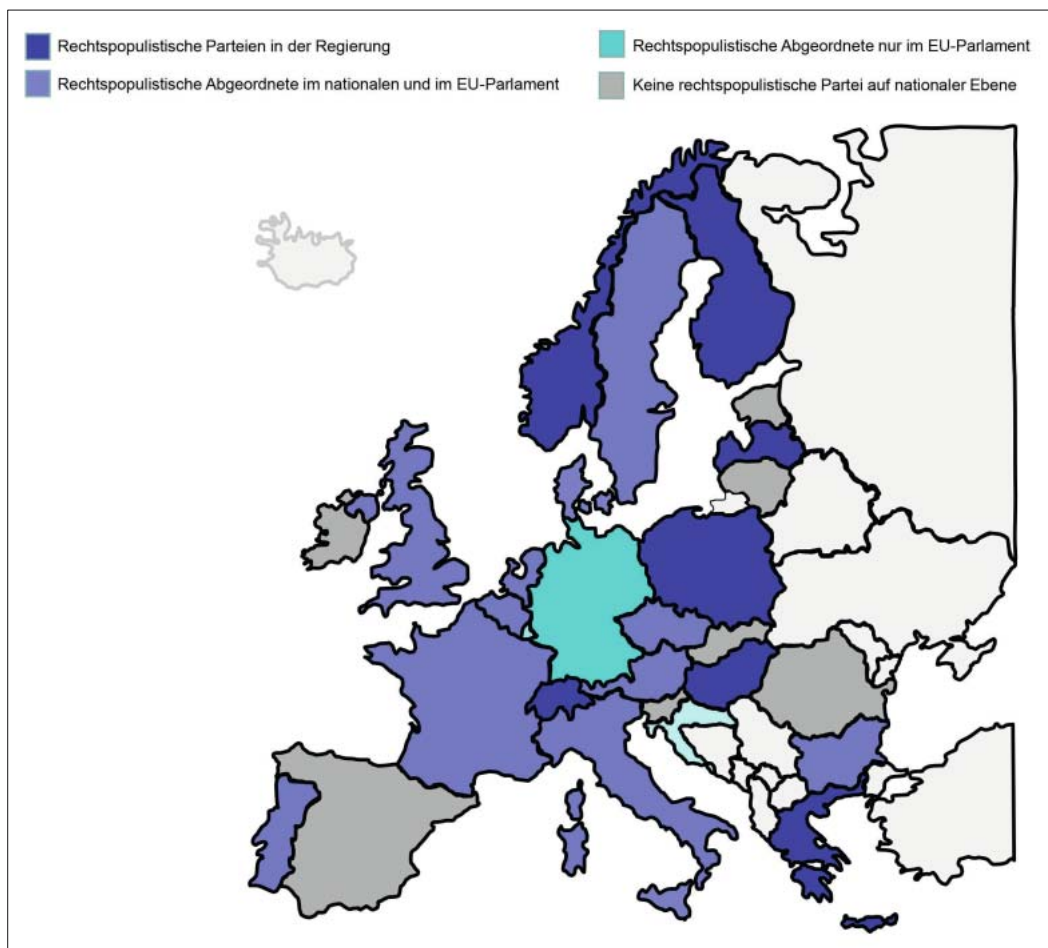 Rechtspopulistische Parteien in der Regierung
Rechtspopulistische Abgeordnete im nationalen und im EU-Parlament
Rechtspopulistische Abgeordnete nur im EU-Parlament
Keine rechtspopulistische Partei auf nationaler Ebene